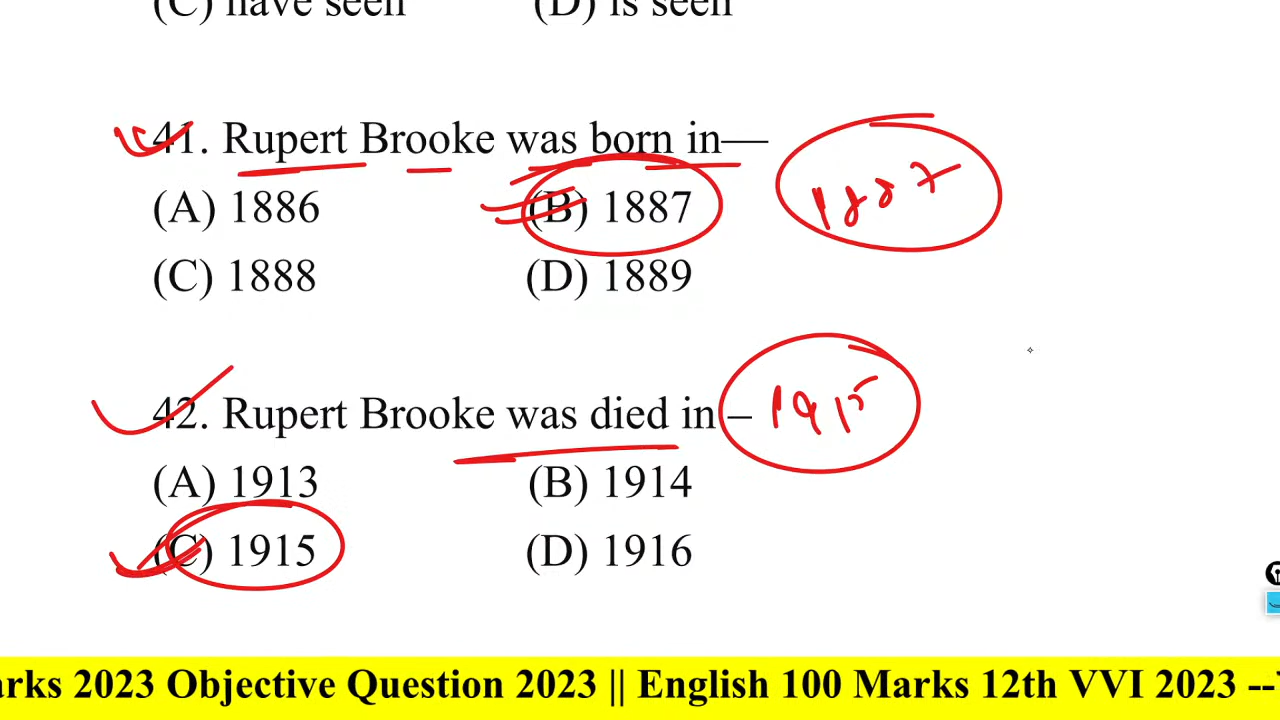 (C) have seen (D) is seen
41. Rupert Brooke was born in—
(A) 1886 (B) 1887 1887
(C) 1888 (D) 1889
42. Rupert Brooke was died in – 1915
(A) 1913 (B) 1914
(C) 1915 (D) 1916
arks 2023 Objective Question 2023 || English 100 Marks 12th VVI 2023 --